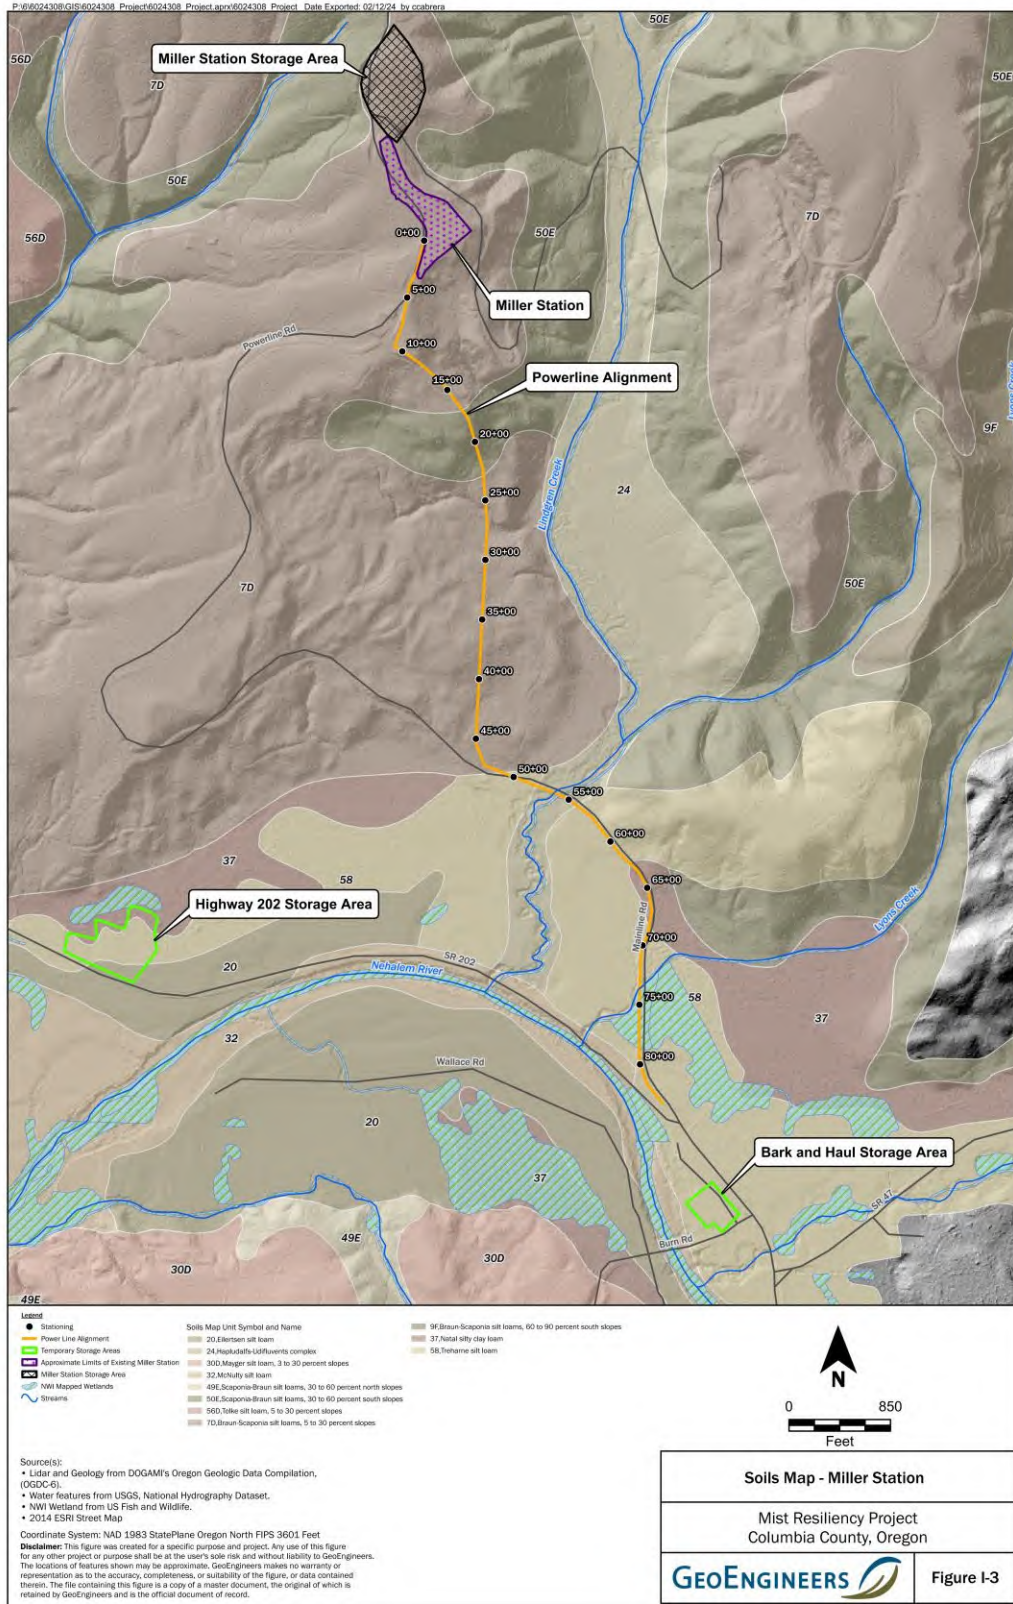 P:\6\6024308\GIS\6024308_Project\6024308_Project.aprx\6024308_Project Date Exported: 02/12/24 by ccabrera
50E
56D
Miller Station Storage Area
7D
50E
50E
7D
56D
0+00
50E
5+00
Miller Station
Powerline Rd
10+00
Powerline Alignment
15+00
Lyons Creek
9F
20+00
Lindgren Creek
24
25+00
30+00
7D
50E
35+00
40+00
45+00
50+00
55+00
60+00
37
58
65+00
Highway 202 Storage Area
Mainline Rd
Lyons Creek
70+00
20
SR 202
Nehalem River
75+00
58
37
32
Wallace Rd
80+00
20
Bark and Haul Storage Area
37
SR 47
49E
Burn Rd
30D
30D
49E
Legend
Stationing
Power Line Alignment
Temporary Storage Areas
Approximate Limits of Existing Miller Station
Miller Station Storage Area
NWI Mapped Wetlands
Streams
Soils Map Unit Symbol and Name
20,Eilertsen silt loam
24,Hapludalfs-Udifluvents complex
30D,Mayger silt loam, 3 to 30 percent slopes
32,McNulty silt loam
49E,Scaponia-Braun silt loams, 30 to 60 percent north slopes
50E,Scaponia-Braun silt loams, 30 to 60 percent south slopes
56D,Tolke silt loam, 5 to 30 percent slopes
7D,Braun-Scaponia silt loams, 5 to 30 percent slopes
9F,Braun-Scaponia silt loams, 60 to 90 percent south slopes
37,Natal silty clay loam
58,Treharne silt loam
N
0 850
Feet
Source(s):
• Lidar and Geology from DOGAMI's Oregon Geologic Data Compilation,
(OGDC-6).
• Water features from USGS, National Hydrography Dataset.
• NWI Wetland from US Fish and Wildlife.
• 2014 ESRI Street Map
Coordinate System: NAD 1983 StatePlane Oregon North FIPS 3601 Feet
Disclaimer: This figure was created for a specific purpose and project. Any use of this figure
for any other project or purpose shall be at the user's sole risk and without liability to GeoEngineers.
The locations of features shown may be approximate. GeoEngineers makes no warranty or
representation as to the accuracy, completeness, or suitability of the figure, or data contained
therein. The file containing this figure is a copy of a master document, the original of which is
retained by GeoEngineers and is the official document of record.
Soils Map - Miller Station
Mist Resiliency Project
Columbia County, Oregon
GEOENGINEERS
Figure I-3